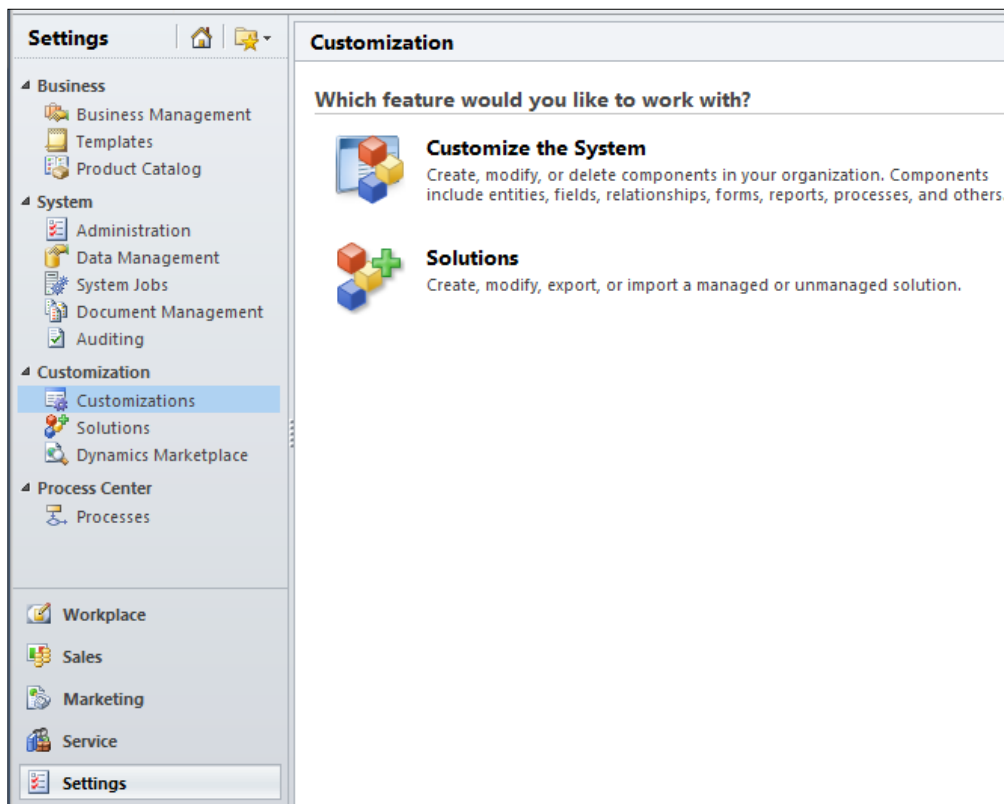 Settings
Business
Business Management
Templates
Product Catalog
System
Administration
Data Management
System Jobs
Document Management
Auditing
Customization
Customizations
Solutions
Dynamics Marketplace
Process Center
Processes
Workplace
Sales
Marketing
Service
Settings
Customization
Which feature would you like to work with?
Customize the System
Create, modify, or delete components in your organization. Components
include entities, fields, relationships, forms, reports, processes, and others.
Solutions
Create, modify, export, or import a managed or unmanaged solution.